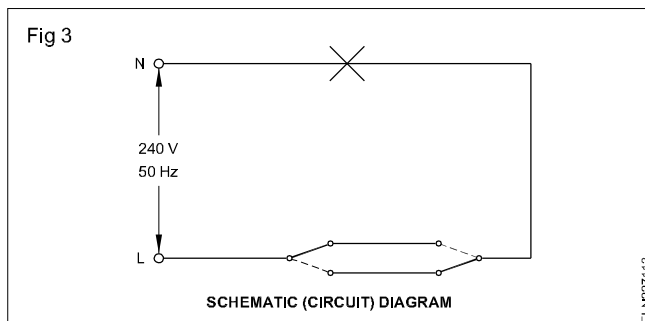 Fig 3
N
240 V
50 Hz
L
SCHEMATIC (CIRCUIT) DIAGRAM